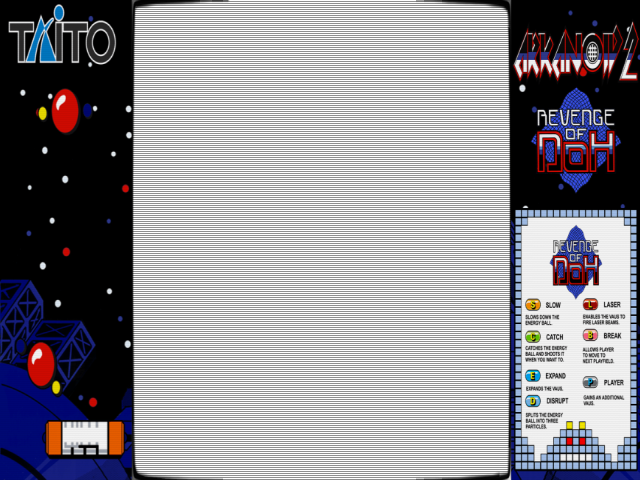 TAITO
ARKANOID 2
REVENGE
OF
DOH
REVENGE
OF
DOH
S SLOW
SLOWS DOWN THE
ENERGY BALL.
C CATCH
CATCHES THE ENERGY
BALL AND SHOOTS IT
WHEN YOU WANT TO.
E EXPAND
EXPANDS THE VAUS.
D DISRUPT
SPLITS THE ENERGY
BALL INTO THREE
PARTICLES.
L LASER
ENABLES THE VAUS TO
FIRE LASER BEAMS.
B BREAK
ALLOWS PLAYER
TO MOVE TO
NEXT PLAYFIELD.
P PLAYER
GAINS AN ADDITIONAL
VAUS.